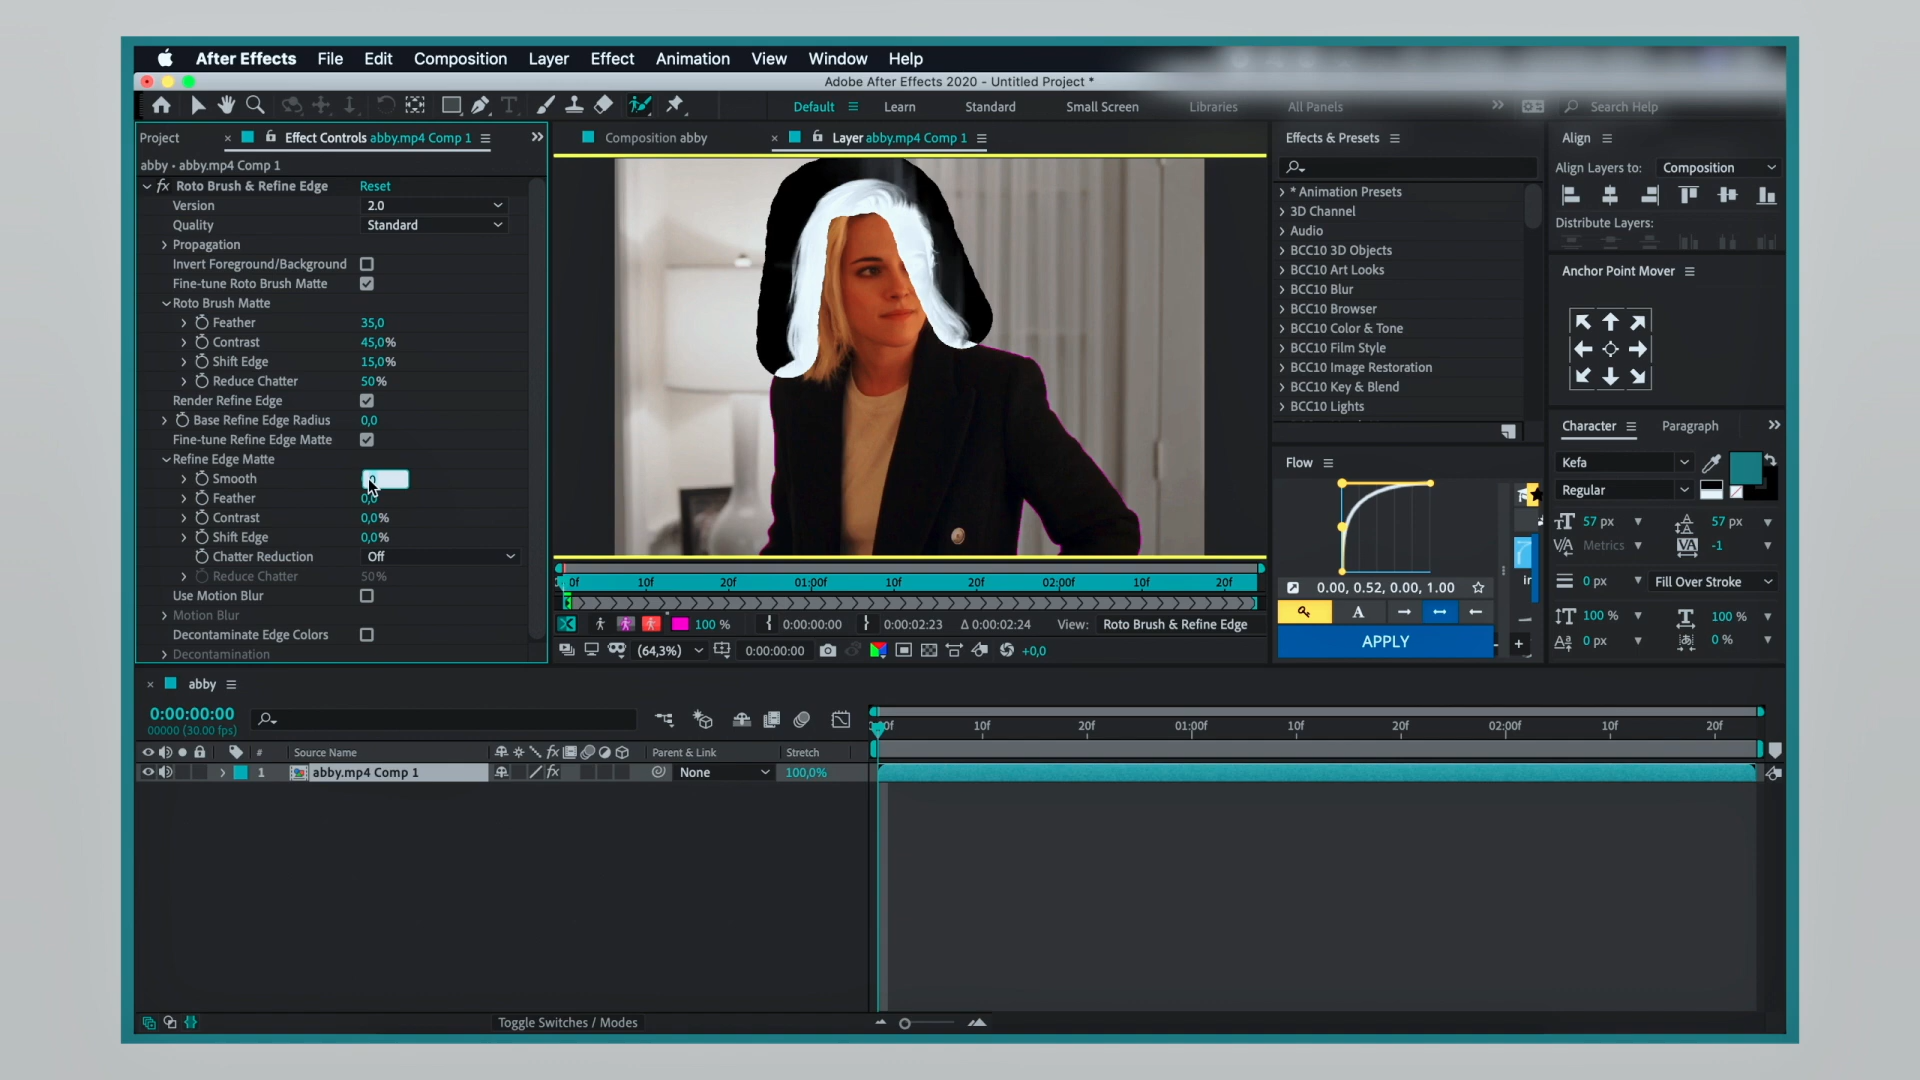 After Effects File Edit Composition Layer Effect Animation View Window Help
Adobe After Effects 2020 - Untitled Project *
Default Learn Standard Small Screen Libraries All Panels Search Help
Project
Effect Controls abby.mp4 Comp 1
abby • abby.mp4 Comp 1
Roto Brush & Refine Edge Reset
Version 2.0
Quality Standard
Propagation
Invert Foreground/Background
Fine-tune Roto Brush Matte
Roto Brush Matte
Feather 35,0
Contrast 45,0%
Shift Edge 15,0%
Reduce Chatter 50%
Render Refine Edge
Base Refine Edge Radius 0,0
Fine-tune Refine Edge Matte
Refine Edge Matte
Smooth
Feather 0,0
Contrast 0,0%
Shift Edge 0,0%
Chatter Reduction Off
Reduce Chatter 50%
Use Motion Blur
Motion Blur
Decontaminate Edge Colors
Decontamination
Composition abby
Layer abby.mp4 Comp 1
0f 10f 20f 01:00f 10f 20f 02:00f 10f 20f
100 % 0:00:00:00 0:00:02:23 Δ 0:00:02:24 View: Roto Brush & Refine Edge
(64,3%) 0:00:00:00 +0,0
Effects & Presets
* Animation Presets
3D Channel
Audio
BCC10 3D Objects
BCC10 Art Looks
BCC10 Blur
BCC10 Browser
BCC10 Color & Tone
BCC10 Film Style
BCC10 Image Restoration
BCC10 Key & Blend
BCC10 Lights
Flow
0.00, 0.52, 0.00, 1.00
A
APPLY
Align
Align Layers to: Composition
Distribute Layers:
Anchor Point Mover
Character Paragraph
Kefa
Regular
57 px 57 px
Metrics -1
0 px Fill Over Stroke
100 % 100 %
0 px 0 %
abby
0:00:00:00
00000 (30.00 fps)
10f 20f 01:00f 10f 20f 02:00f 10f 20f
# Source Name Parent & Link Stretch
1 abby.mp4 Comp 1 None 100,0%
Toggle Switches / Modes